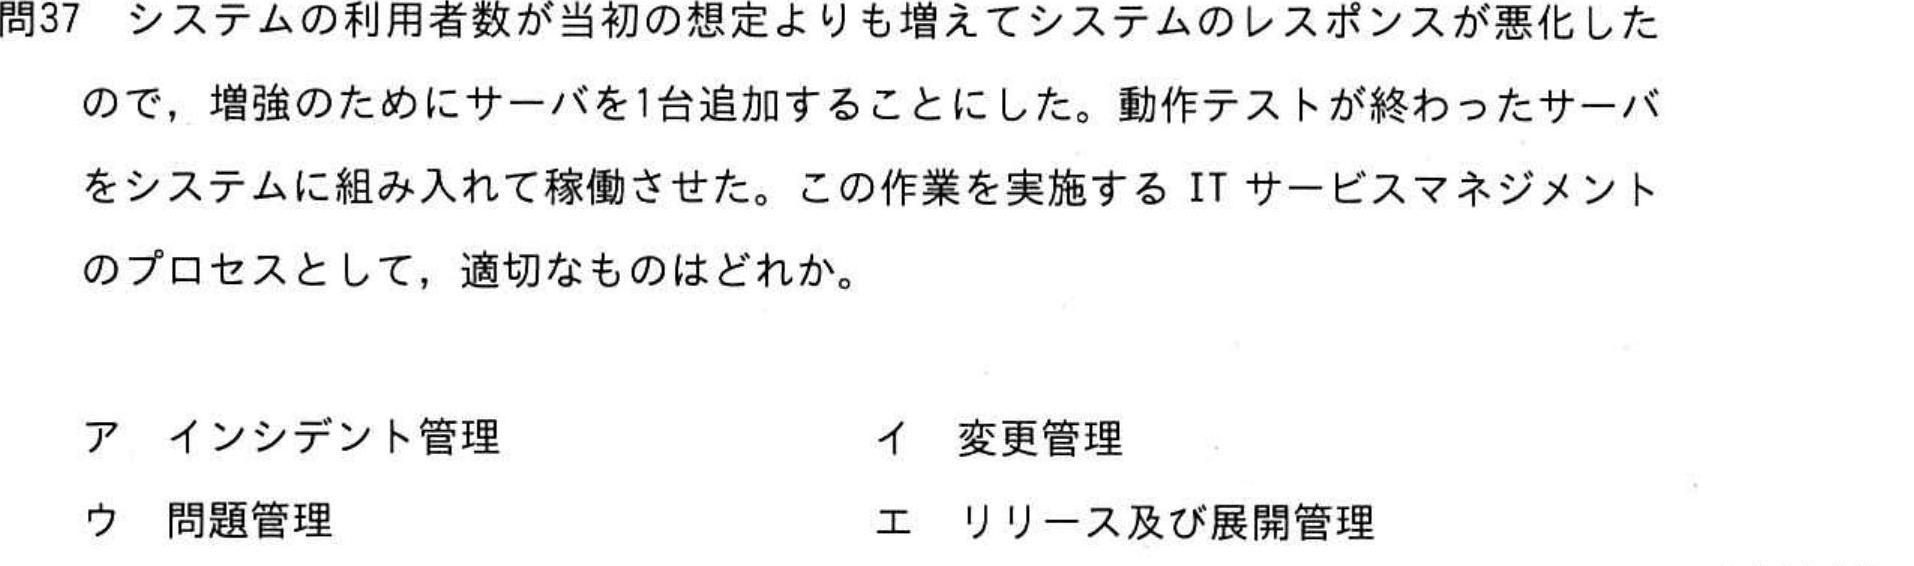 問37 システムの利用者数が当初の想定よりも増えてシステムのレスポンスが悪化した
ので，増強のためにサーバを1台追加することにした。動作テストが終わったサーバ
をシステムに組み入れて稼働させた。この作業を実施する IT サービスマネジメント
のプロセスとして，適切なものはどれか。
ア インシデント管理 イ 変更管理
ウ 問題管理 エ リリース及び展開管理